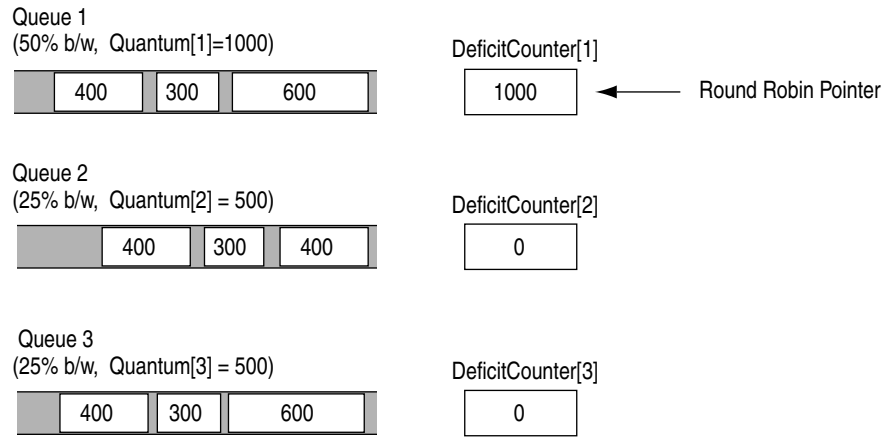 Queue 1
(50% b/w, Quantum[1]=1000)
DeficitCounter[1]
400 300 600
1000
Round Robin Pointer
Queue 2
(25% b/w, Quantum[2] = 500)
DeficitCounter[2]
400 300 400
0
Queue 3
(25% b/w, Quantum[3] = 500)
DeficitCounter[3]
400 300 600
0